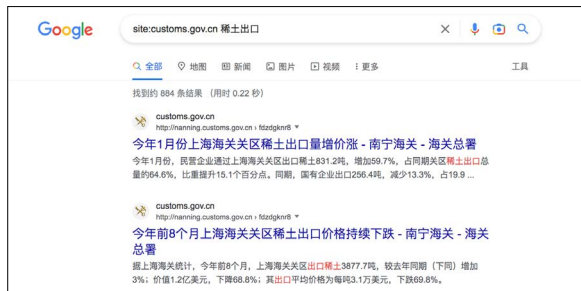 Google
site:customs.gov.cn 稀土出口
全部 地图 新闻 图片 视频 更多 工具
找到约 884 条结果 （用时 0.22 秒）
customs.gov.cn
http://nanning.customs.gov.cn › fdzdgknr8
今年1月份上海海关关区稀土出口量增价涨 - 南宁海关 - 海关总署
今年1月份，民营企业通过上海海关关区出口稀土831.2吨，增加59.7%，占同期关区稀土出口总
量的64.6%，比重提升15.1个百分点。同期，国有企业出口256.4吨，减少13.3%，占19.9 ...
customs.gov.cn
http://nanning.customs.gov.cn › fdzdgknr8
今年前8个月上海海关关区稀土出口价格持续下跌 - 南宁海关 - 海关
总署
据上海海关统计，今年前8个月，上海海关关区出口稀土3877.7吨，较去年同期（下同）增加
3%；价值1.2亿美元，下降68.8%；其出口平均价格为每吨3.1万美元，下跌69.8%。